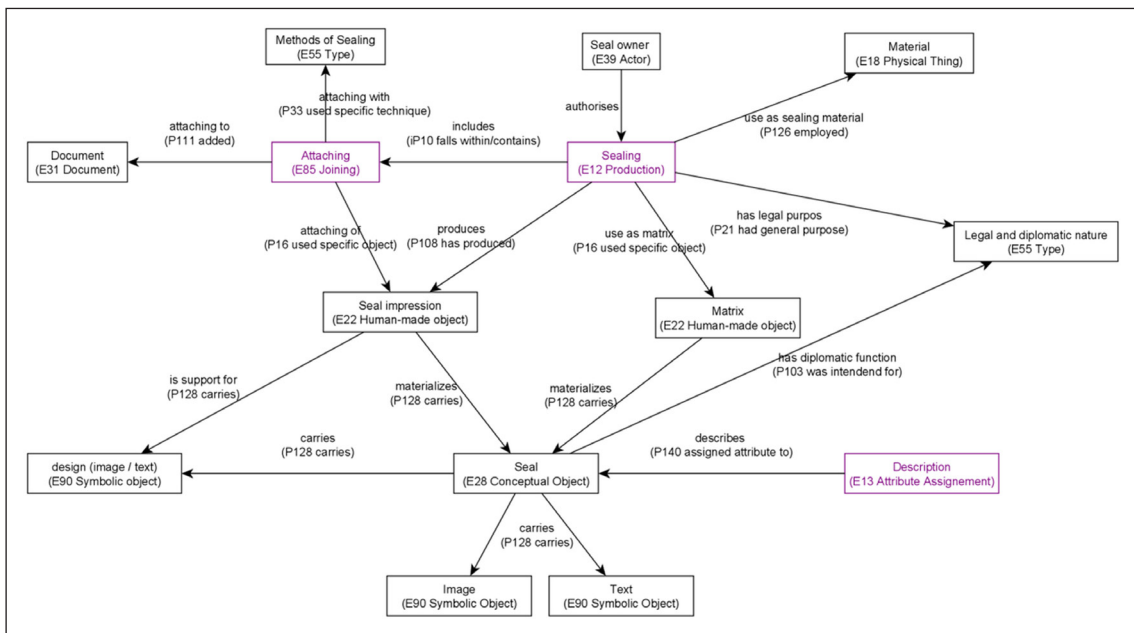 Methods of Sealing
(E55 Type)
Seal owner
(E39 Actor)
Material
(E18 Physical Thing)
attaching with
(P33 used specific technique)
authorises
use as sealing material
(P126 employed)
attaching to
(P111 added)
includes
(iP10 falls within/contains)
Document
(E31 Document)
Attaching
(E85 Joining)
Sealing
(E12 Production)
attaching of
(P16 used specific object)
produces
(P108 has produced)
use as matrix
(P16 used specific object)
has legal purpos
(P21 had general purpose)
Legal and diplomatic nature
(E55 Type)
Seal impression
(E22 Human-made object)
Matrix
(E22 Human-made object)
has diplomatic function
(P103 was intendend for)
is support for
(P128 carries)
materializes
(P128 carries)
materializes
(P128 carries)
carries
(P128 carries)
describes
(P140 assigned attribute to)
design (image / text)
(E90 Symbolic object)
Seal
(E28 Conceptual Object)
Description
(E13 Attribute Assignement)
carries
(P128 carries)
Image
(E90 Symbolic Object)
Text
(E90 Symbolic Object)